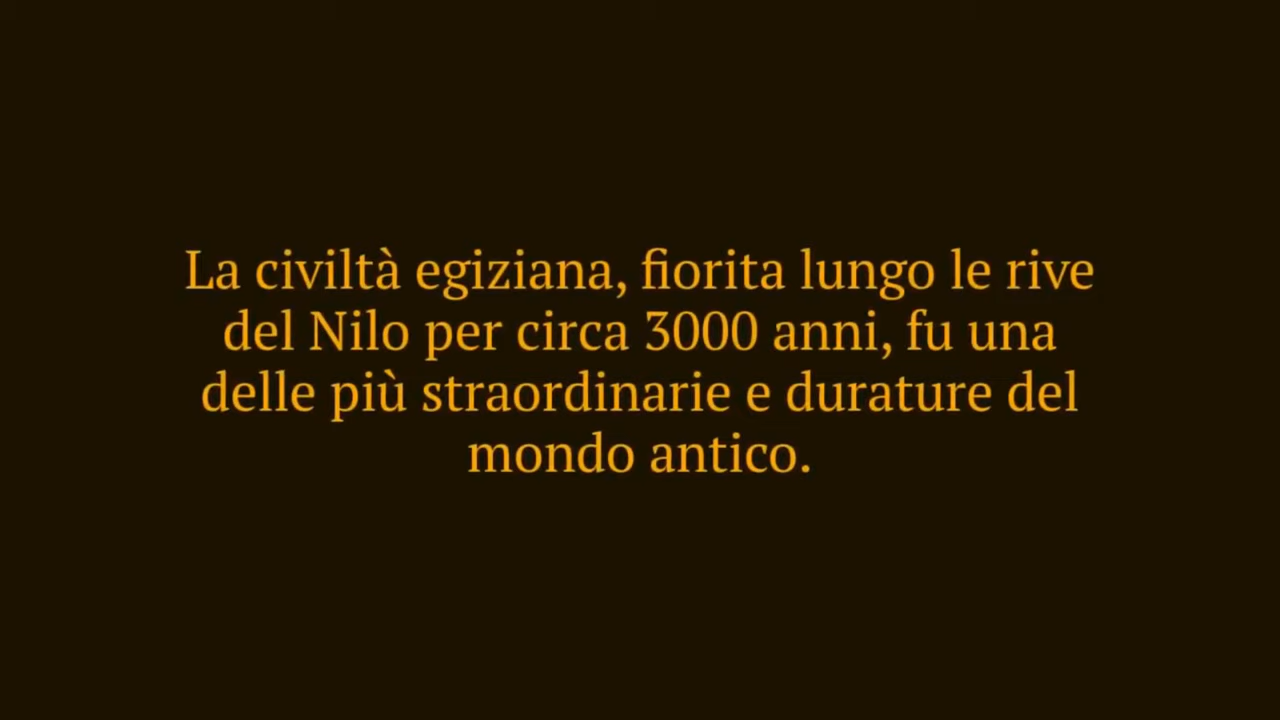 La civiltà egiziana, fiorita lungo le rive
del Nilo per circa 3000 anni, fu una
delle più straordinarie e durature del
mondo antico.